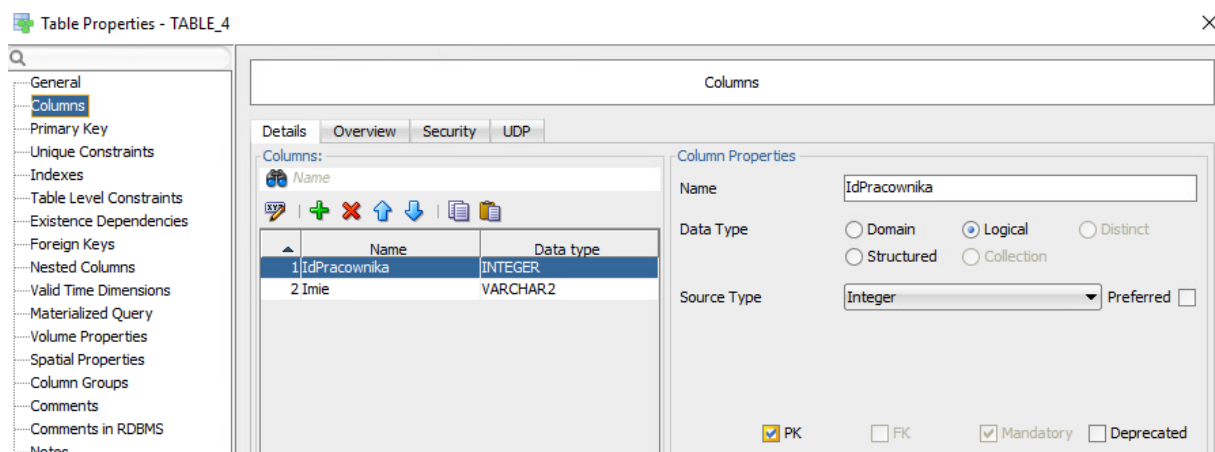 Table Properties - TABLE_4
General
Columns
Primary Key
Unique Constraints
Indexes
Table Level Constraints
Existence Dependencies
Foreign Keys
Nested Columns
Valid Time Dimensions
Materialized Query
Volume Properties
Spatial Properties
Column Groups
Comments
Comments in RDBMS
Notes
Columns
Details Overview Security UDP
Columns:
Name
XYZ
Name Data type
1 IdPracownika INTEGER
2 Imie VARCHAR2
Column Properties
Name IdPracownika
Data Type Domain Logical Distinct
Structured Collection
Source Type Integer Preferred
PK FK Mandatory Deprecated